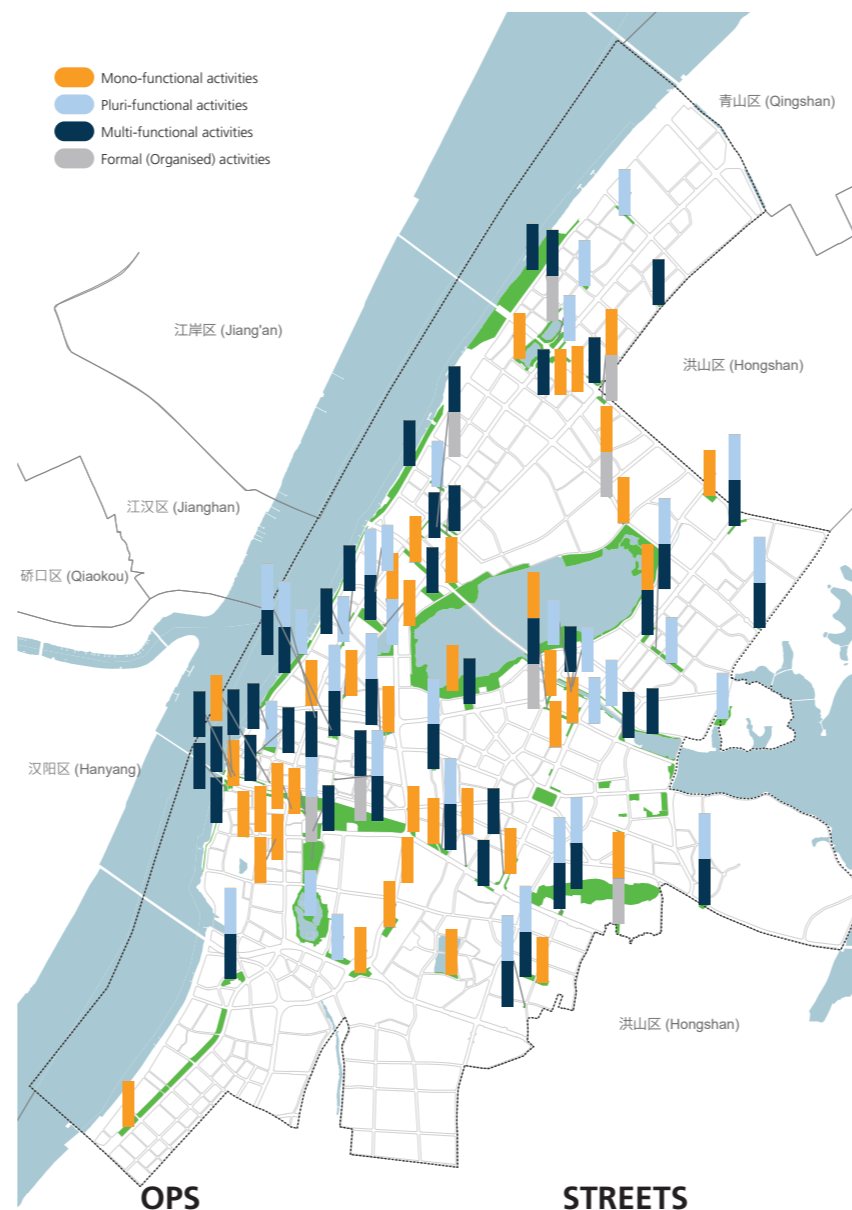 Mono-functional activities
Pluri-functional activities
Multi-functional activities
Formal (Organised) activities
青山区 (Qingshan)
江岸区 (Jiang'an)
洪山区 (Hongshan)
江汉区 (Jianghan)
硚口区 (Qiaokou)
汉阳区 (Hanyang)
洪山区 (Hongshan)
OPS
STREETS